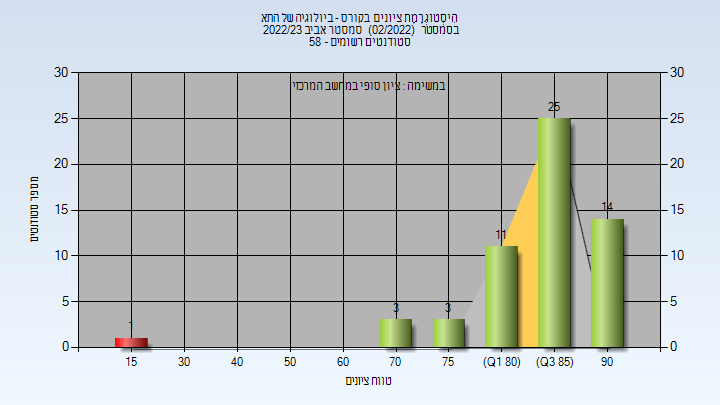 היסטוגרמת ציונים בקורס - ביולוגיה של התא
בסמסטר (02/2022) סמסטר אביב 2022/23
סטודנטים רשומים - 58
במשימה : ציון סופי במחשב המרכזי
מספר סטודנטים
30 30
25 25
20 20
15 15
10 10
5 5
0 0
1 3 3 11 25 14
15 30 40 50 60 70 75 (Q1 80) (Q3 85) 90
טווח ציונים